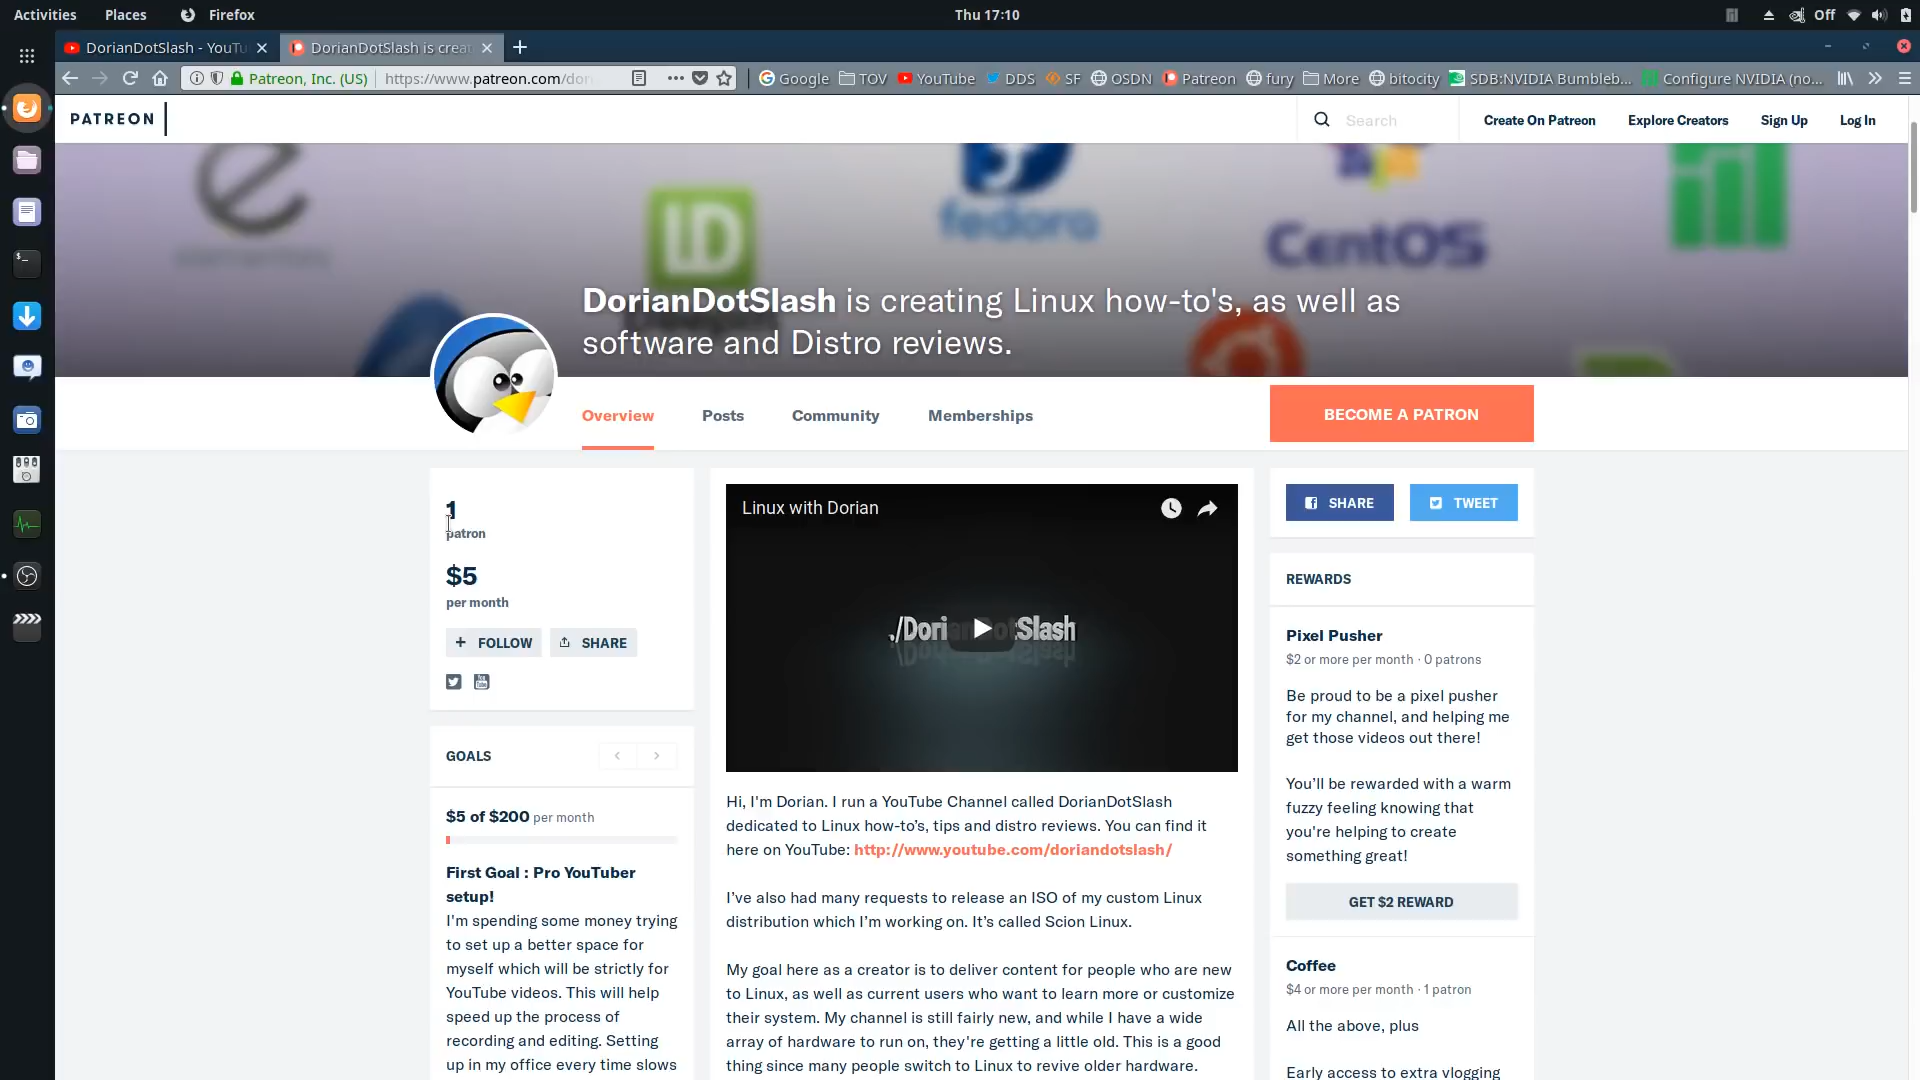 Activities Places Firefox Thu 17:10 Off
DorianDotSlash - YouTu DorianDotSlash is crea
Patreon, Inc. (US) https://www.patreon.com/dor Google TOV YouTube DDS SF OSDN Patreon fury More bitocity SDB:NVIDIA Bumbleb... Configure NVIDIA (no...
PATREON Search Create On Patreon Explore Creators Sign Up Log In
elementary
LD
fedora
CentOS
DorianDotSlash is creating Linux how-to's, as well as
software and Distro reviews.
Overview Posts Community Memberships BECOME A PATRON
1
patron
$5
per month
+ FOLLOW SHARE
GOALS
$5 of $200 per month
First Goal : Pro YouTuber
setup!
I'm spending some money trying
to set up a better space for
myself which will be strictly for
YouTube videos. This will help
speed up the process of
recording and editing. Setting
up in my office every time slows
Linux with Dorian
./DorianDotSlash
Hi, I'm Dorian. I run a YouTube Channel called DorianDotSlash
dedicated to Linux how-to’s, tips and distro reviews. You can find it
here on YouTube: http://www.youtube.com/doriandotslash/
I’ve also had many requests to release an ISO of my custom Linux
distribution which I’m working on. It’s called Scion Linux.
My goal here as a creator is to deliver content for people who are new
to Linux, as well as current users who want to learn more or customize
their system. My channel is still fairly new, and while I have a wide
array of hardware to run on, they're getting a little old. This is a good
thing since many people switch to Linux to revive older hardware.
SHARE TWEET
REWARDS
Pixel Pusher
$2 or more per month · 0 patrons
Be proud to be a pixel pusher
for my channel, and helping me
get those videos out there!
You’ll be rewarded with a warm
fuzzy feeling knowing that
you're helping to create
something great!
GET $2 REWARD
Coffee
$4 or more per month · 1 patron
All the above, plus
Early access to extra vlogging